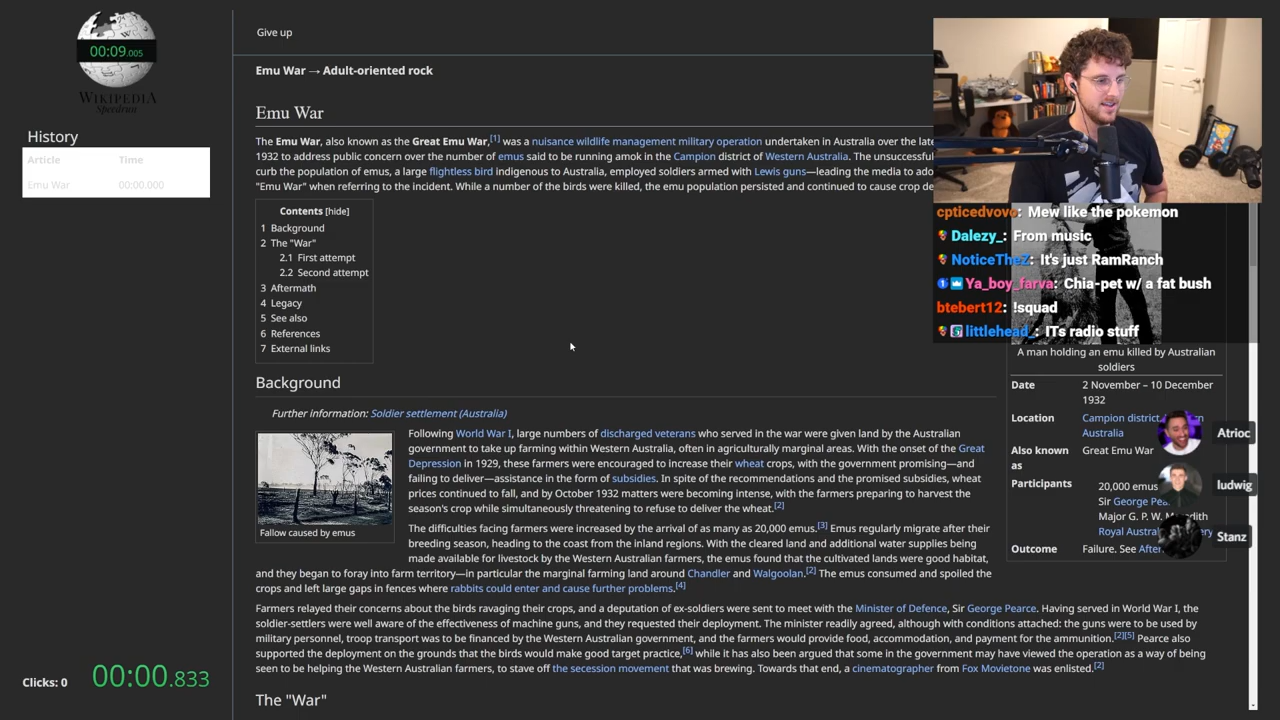 00:09.005
WIKIPEDIA
Speedrun
History
Article Time
Emu War 00:00.000
Clicks: 0 00:00.833
Give up
Emu War → Adult-oriented rock
Emu War
The Emu War, also known as the Great Emu War,[1] was a nuisance wildlife management military operation undertaken in Australia over the late
1932 to address public concern over the number of emus said to be running amok in the Campion district of Western Australia. The unsuccessful
curb the population of emus, a large flightless bird indigenous to Australia, employed soldiers armed with Lewis guns—leading the media to
"Emu War" when referring to the incident. While a number of the birds were killed, the emu population persisted and continued to cause crop
Contents [hide]
1 Background
2 The "War"
2.1 First attempt
2.2 Second attempt
3 Aftermath
4 Legacy
5 See also
6 References
7 External links
Background
Further information: Soldier settlement (Australia)
Fallow caused by emus
Following World War I, large numbers of discharged veterans who served in the war were given land by the Australian
government to take up farming within Western Australia, often in agriculturally marginal areas. With the onset of the Great
Depression in 1929, these farmers were encouraged to increase their wheat crops, with the government promising—and
failing to deliver—assistance in the form of subsidies. In spite of the recommendations and the promised subsidies, wheat
prices continued to fall, and by October 1932 matters were becoming intense, with the farmers preparing to harvest the
season's crop while simultaneously threatening to refuse to deliver the wheat.[2]
The difficulties facing farmers were increased by the arrival of as many as 20,000 emus.[3] Emus regularly migrate after their
breeding season, heading to the coast from the inland regions. With the cleared land and additional water supplies being
made available for livestock by the Western Australian farmers, the emus found that the cultivated lands were good habitat,
and they began to foray into farm territory—in particular the marginal farming land around Chandler and Walgoolan.[2] The emus consumed and spoiled the
crops and left large gaps in fences where rabbits could enter and cause further problems.[4]
Farmers relayed their concerns about the birds ravaging their crops, and a deputation of ex-soldiers were sent to meet with the Minister of Defence, Sir George Pearce. Having served in World War I, the
soldier-settlers were well aware of the effectiveness of machine guns, and they requested their deployment. The minister readily agreed, although with conditions attached: the guns were to be used by
military personnel, troop transport was to be financed by the Western Australian government, and the farmers would provide food, accommodation, and payment for the ammunition.[2][5] Pearce also
supported the deployment on the grounds that the birds would make good target practice,[6] while it has also been argued that some in the government may have viewed the operation as a way of being
seen to be helping the Western Australian farmers, to stave off the secession movement that was brewing. Towards that end, a cinematographer from Fox Movietone was enlisted.[2]
The "War"
cpticedvovo: Mew like the pokemon
Dalezy_: From music
NoticeTheZ: It's just RamRanch
Ya_boy_farva: Chia-pet w/ a fat bush
btebert12: !squad
littlehead_: ITs radio stuff
A man holding an emu killed by Australian
soldiers
Date 2 November – 10 December
1932
Location Campion district,
Australia
Also known Great Emu War
as
Participants 20,000 emus
Sir George
Major G. P. W.
Royal
Outcome Failure. See
Atrioc
ludwig
Stanz